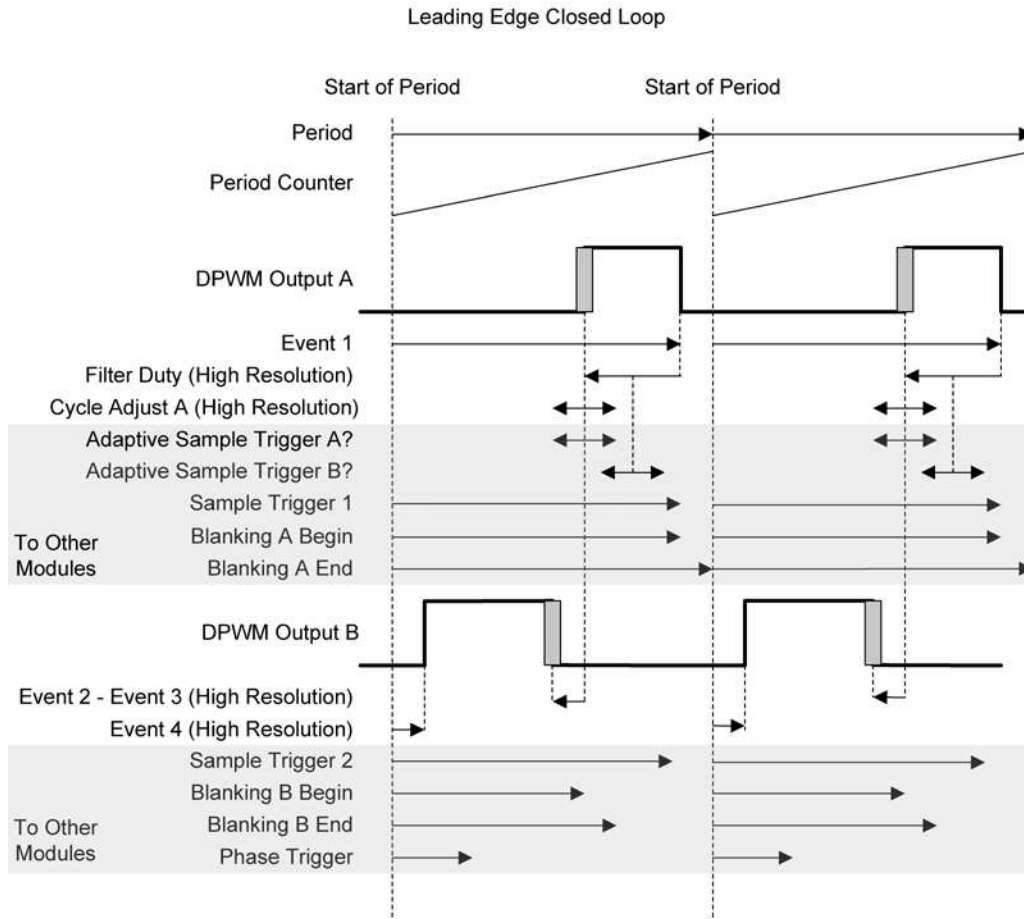 Leading Edge Closed Loop
Start of Period
Start of Period
Period
Period Counter
DPWM Output A
Event 1
Filter Duty (High Resolution)
Cycle Adjust A (High Resolution)
Adaptive Sample Trigger A?
Adaptive Sample Trigger B?
Sample Trigger 1
To Other
Modules
Blanking A Begin
Blanking A End
DPWM Output B
Event 2 - Event 3 (High Resolution)
Event 4 (High Resolution)
Sample Trigger 2
Blanking B Begin
To Other
Modules
Blanking B End
Phase Trigger